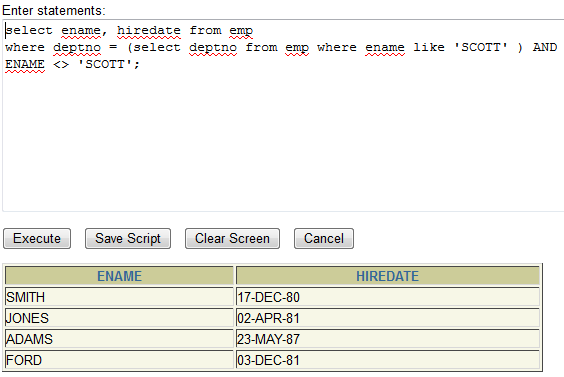 Enter statements:
select ename, hiredate from emp
where deptno = (select deptno from emp where ename like 'SCOTT' ) AND
ENAME <> 'SCOTT';
Execute Save Script Clear Screen Cancel
ENAME HIREDATE
SMITH 17-DEC-80
JONES 02-APR-81
ADAMS 23-MAY-87
FORD 03-DEC-81